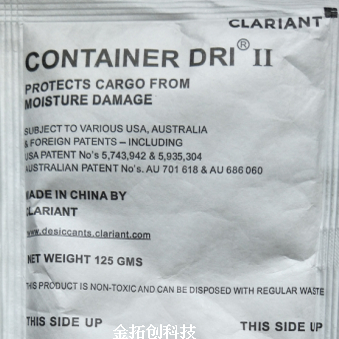 CLARIANT
CONTAINER DRI® II
PROTECTS CARGO FROM
MOISTURE DAMAGE
SUBJECT TO VARIOUS USA, AUSTRALIA
& FOREIGN PATENTS – INCLUDING
USA PATENT No's 5,743,942 & 5,935,304
AUSTRALIAN PATENT No's. AU 701 618 & AU 686 060
MADE IN CHINA BY
CLARIANT
www.desiccants.clariant.com
NET WEIGHT 125 GMS
THIS PRODUCT IS NON-TOXIC AND CAN BE DISPOSED WITH REGULAR WASTE
THIS SIDE UP
金拓创科技
THIS SIDE UP